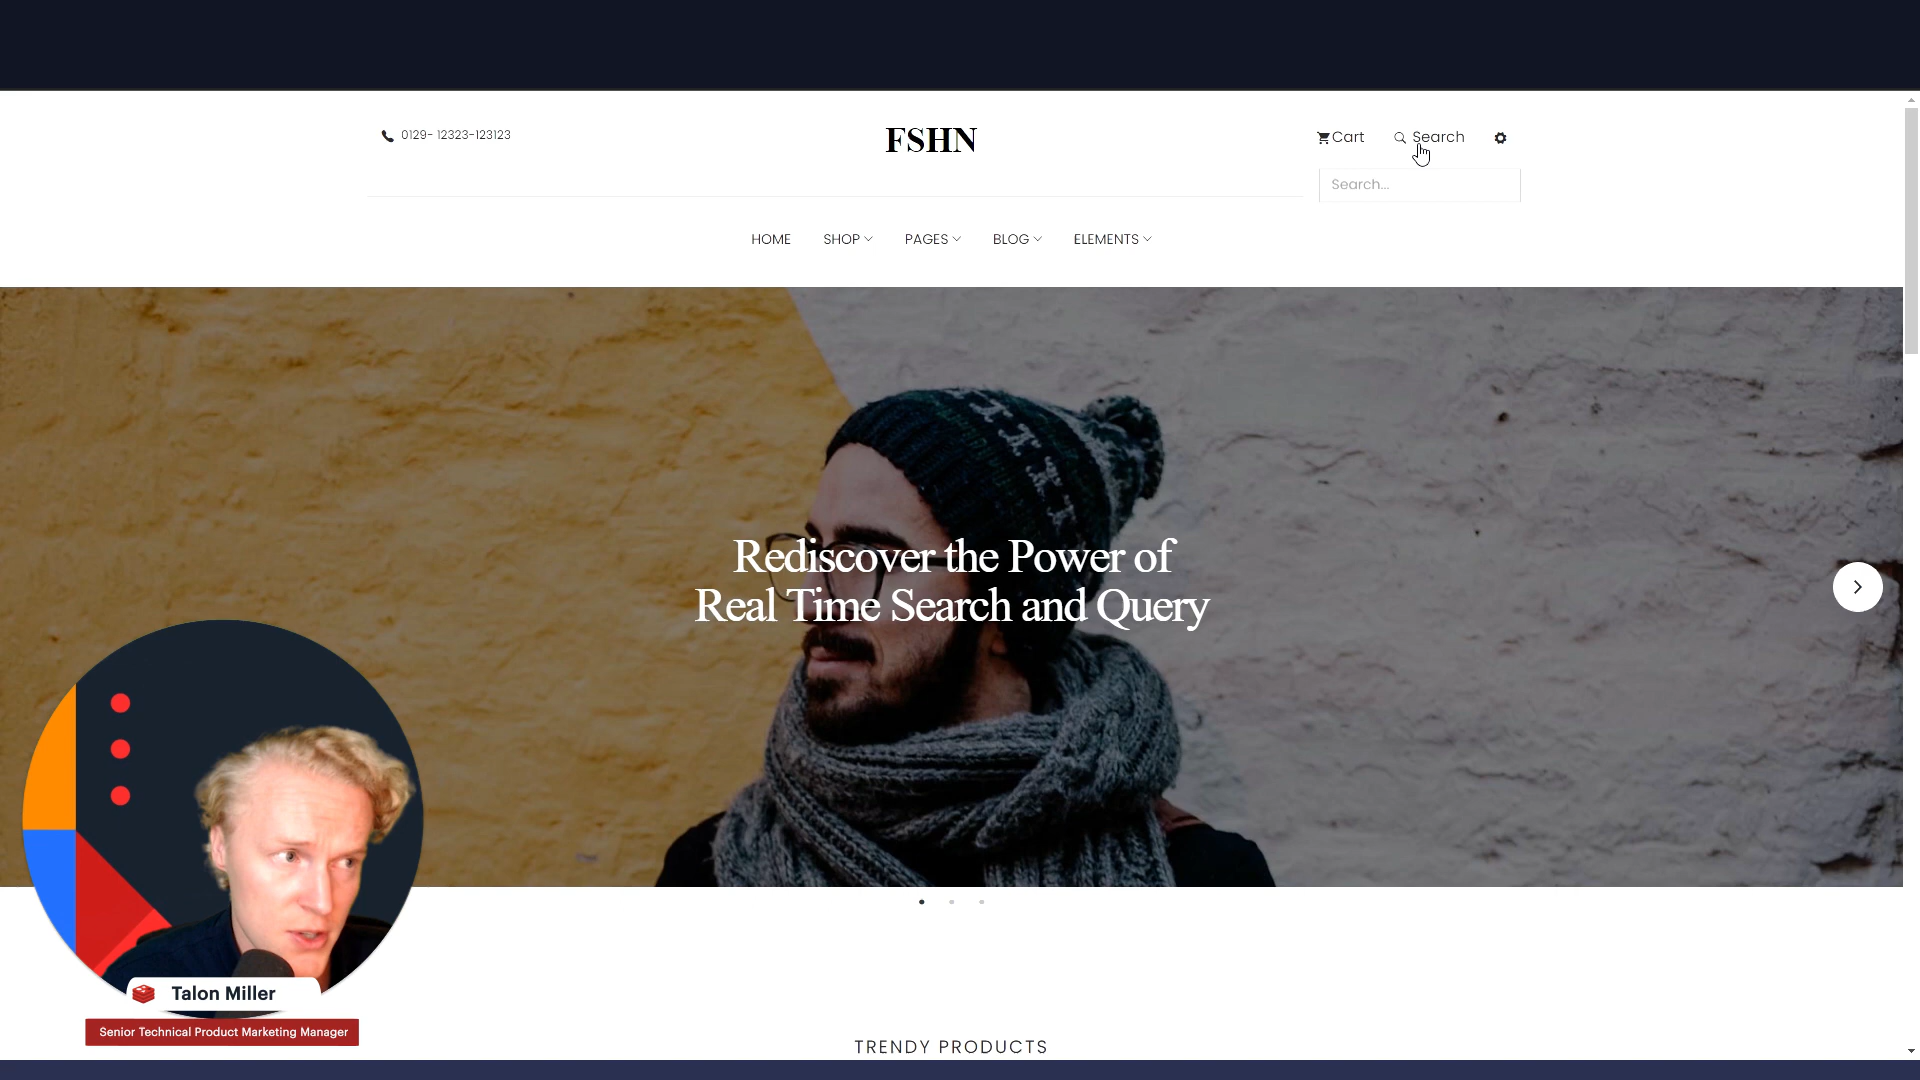 0129- 12323-123123
FSHN
Cart
Search
Search...
HOME
SHOP
PAGES
BLOG
ELEMENTS
Rediscover the Power of
Real Time Search and Query
Talon Miller
Senior Technical Product Marketing Manager
TRENDY PRODUCTS